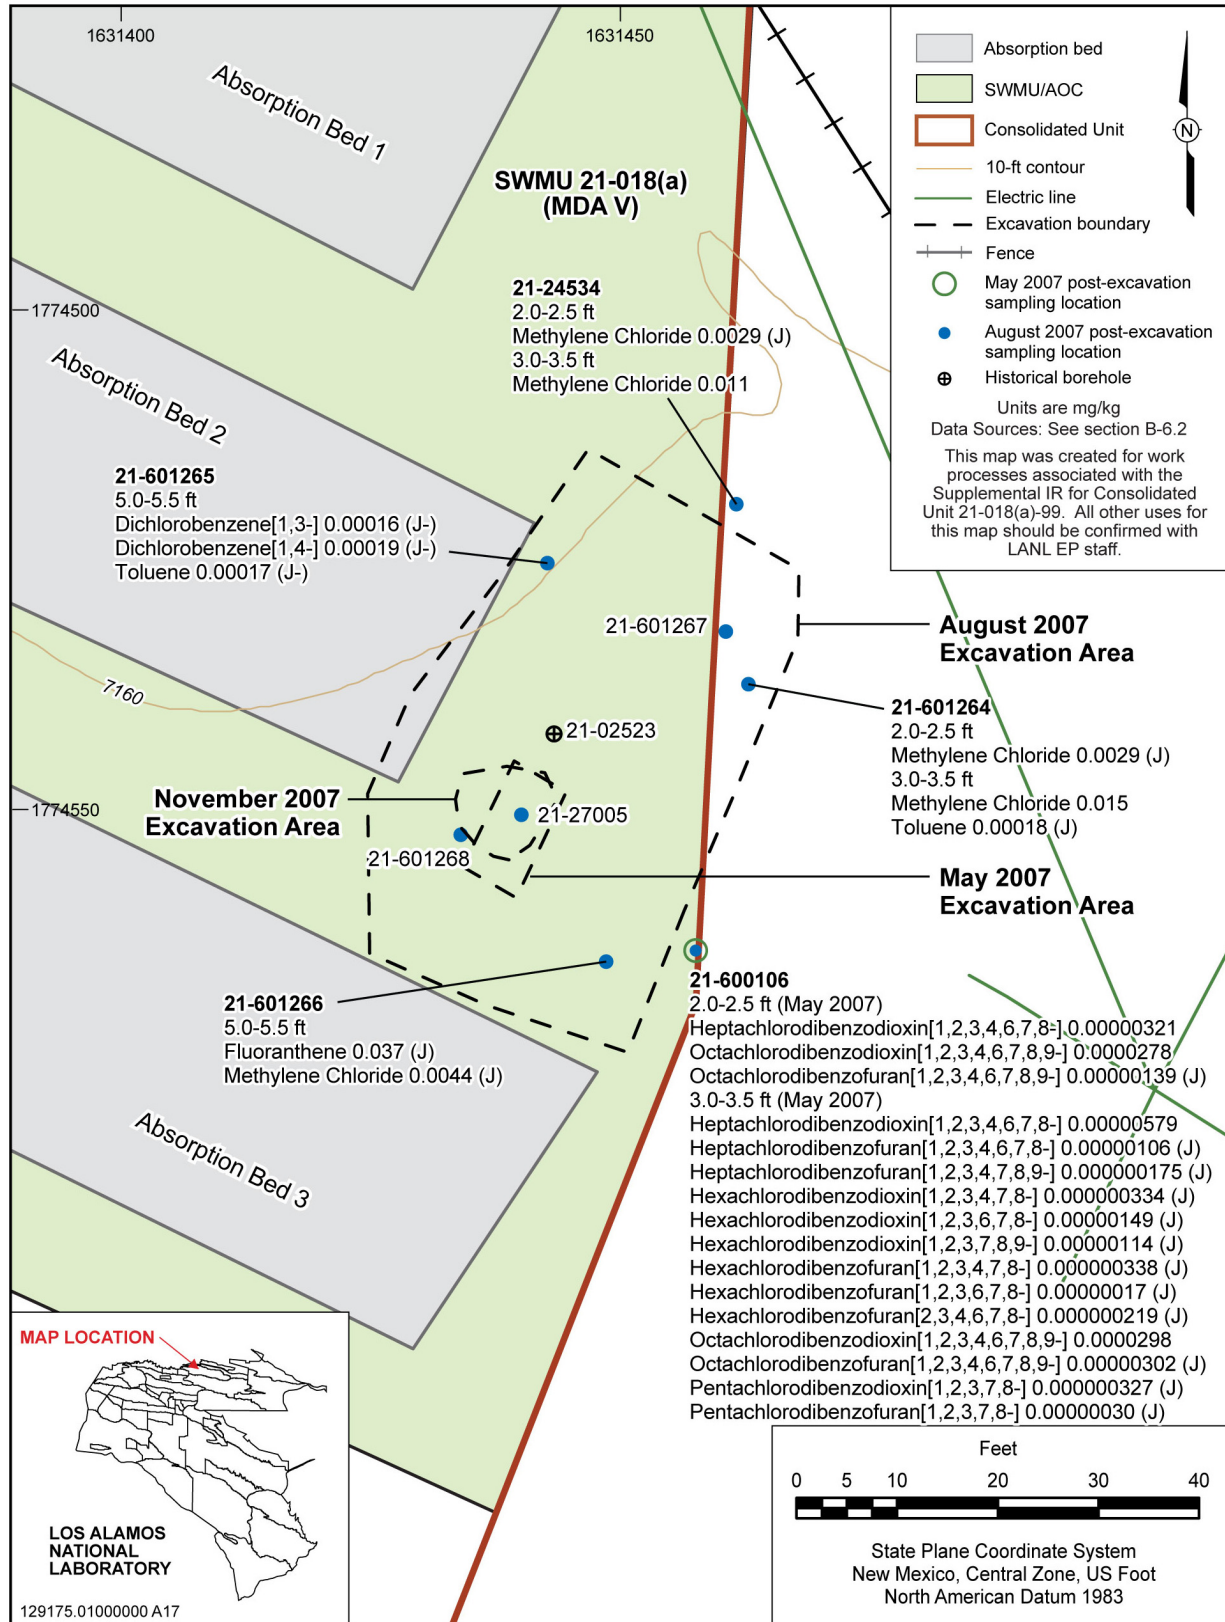 1631400
1631450
Absorption Bed 1
SWMU 21-018(a)
(MDA V)
Absorption bed
SWMU/AOC
Consolidated Unit
10-ft contour
Electric line
Excavation boundary
Fence
May 2007 post-excavation
sampling location
August 2007 post-excavation
sampling location
Historical borehole
Units are mg/kg
Data Sources: See section B-6.2
This map was created for work
processes associated with the
Supplemental IR for Consolidated
Unit 21-018(a)-99. All other uses for
this map should be confirmed with
LANL EP staff.
N
1774500
21-24534
2.0-2.5 ft
Methylene Chloride 0.0029 (J)
3.0-3.5 ft
Methylene Chloride 0.011
Absorption Bed 2
21-601265
5.0-5.5 ft
Dichlorobenzene[1,3-] 0.00016 (J-)
Dichlorobenzene[1,4-] 0.00019 (J-)
Toluene 0.00017 (J-)
21-601267
August 2007
Excavation Area
7160
21-601264
2.0-2.5 ft
Methylene Chloride 0.0029 (J)
3.0-3.5 ft
Methylene Chloride 0.015
Toluene 0.00018 (J)
21-02523
November 2007
Excavation Area
1774550
21-27005
21-601268
May 2007
Excavation Area
21-601266
5.0-5.5 ft
Fluoranthene 0.037 (J)
Methylene Chloride 0.0044 (J)
21-600106
2.0-2.5 ft (May 2007)
Heptachlorodibenzodioxin[1,2,3,4,6,7,8-] 0.00000321
Octachlorodibenzodioxin[1,2,3,4,6,7,8,9-] 0.0000278
Octachlorodibenzofuran[1,2,3,4,6,7,8,9-] 0.00000139 (J)
3.0-3.5 ft (May 2007)
Heptachlorodibenzodioxin[1,2,3,4,6,7,8-] 0.00000579
Heptachlorodibenzofuran[1,2,3,4,6,7,8-] 0.00000106 (J)
Heptachlorodibenzofuran[1,2,3,4,7,8,9-] 0.000000175 (J)
Hexachlorodibenzodioxin[1,2,3,4,7,8-] 0.000000334 (J)
Hexachlorodibenzodioxin[1,2,3,6,7,8-] 0.00000149 (J)
Hexachlorodibenzodioxin[1,2,3,7,8,9-] 0.00000114 (J)
Hexachlorodibenzofuran[1,2,3,4,7,8-] 0.000000338 (J)
Hexachlorodibenzofuran[1,2,3,6,7,8-] 0.00000017 (J)
Hexachlorodibenzofuran[2,3,4,6,7,8-] 0.000000219 (J)
Octachlorodibenzodioxin[1,2,3,4,6,7,8,9-] 0.0000298
Octachlorodibenzofuran[1,2,3,4,6,7,8,9-] 0.00000302 (J)
Pentachlorodibenzodioxin[1,2,3,7,8-] 0.000000327 (J)
Pentachlorodibenzofuran[1,2,3,7,8-] 0.00000030 (J)
Absorption Bed 3
MAP LOCATION
LOS ALAMOS
NATIONAL
LABORATORY
129175.01000000 A17
Feet
0 5 10 20 30 40
State Plane Coordinate System
New Mexico, Central Zone, US Foot
North American Datum 1983